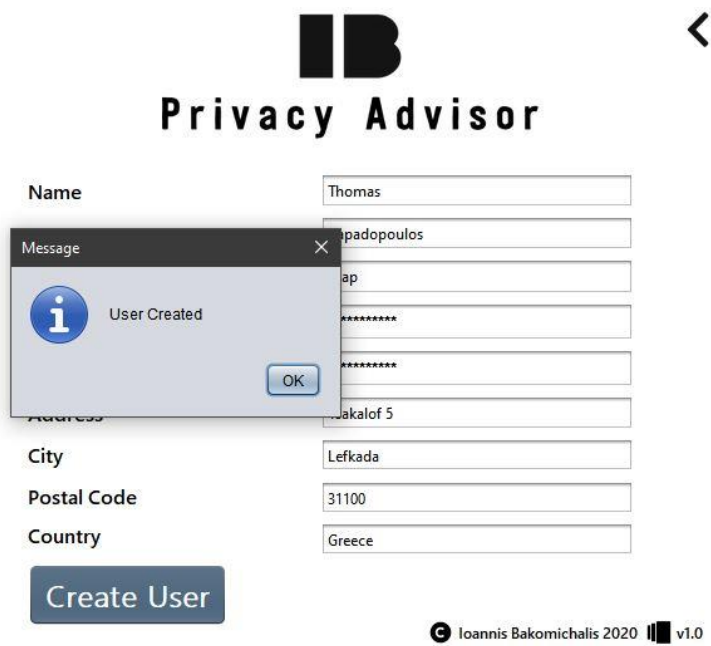 IB
Privacy Advisor
Name Thomas
Message
User Created
OK
Address
City Lefkada
Postal Code 31100
Country Greece
Create User
C Ioannis Bakomichalis 2020 v1.0